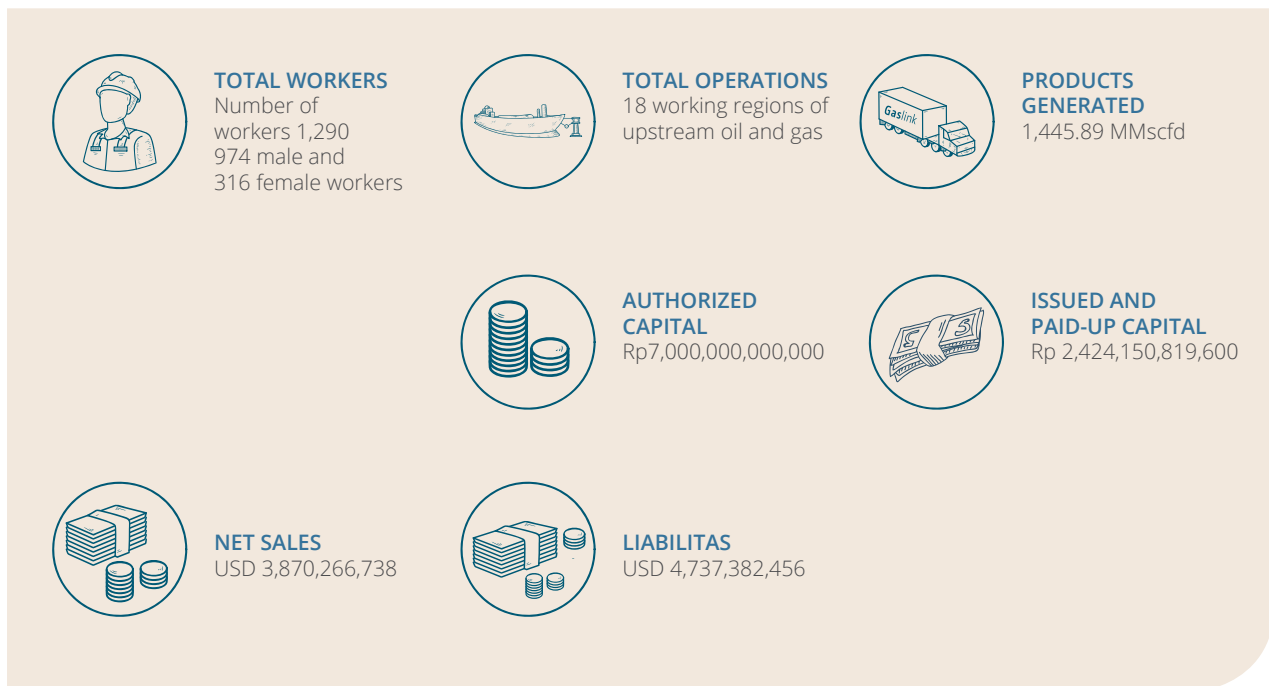 TOTAL WORKERS
Number of
workers 1,290
974 male and
316 female workers
TOTAL OPERATIONS
18 working regions of
upstream oil and gas
Gaslink
PRODUCTS
GENERATED
1,445.89 MMscfd
AUTHORIZED
CAPITAL
Rp7,000,000,000,000
ISSUED AND
PAID-UP CAPITAL
Rp 2,424,150,819,600
NET SALES
USD 3,870,266,738
LIABILITAS
USD 4,737,382,456